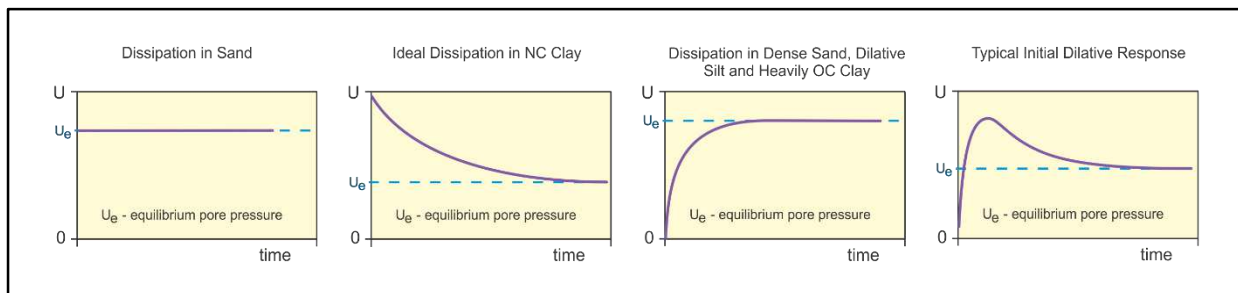 Dissipation in Sand
U
Ue
Ue - equilibrium pore pressure
0
time
Ideal Dissipation in NC Clay
U
Ue
Ue - equilibrium pore pressure
0
time
Dissipation in Dense Sand, Dilative
Silt and Heavily OC Clay
U
Ue
Ue - equilibrium pore pressure
0
time
Typical Initial Dilative Response
U
Ue
Ue - equilibrium pore pressure
0
time